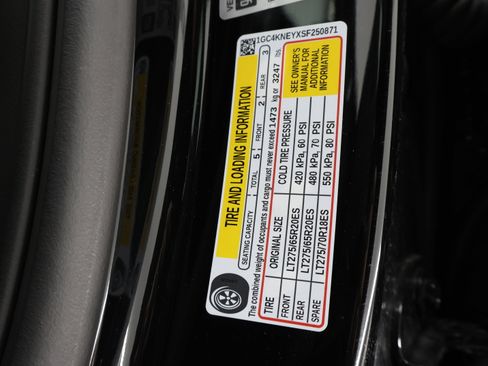 1GC4KNEYXSF250871
TIRE AND LOADING INFORMATION
SEATING CAPACITY TOTAL 5 FRONT 2 REAR 3
The combined weight of occupants and cargo must never exceed 1473 kg or 3247 lbs.
TIRE ORIGINAL SIZE COLD TIRE PRESSURE
FRONT LT275/65R20ES 420 kPa, 60 PSI
REAR LT275/65R20ES 480 kPa, 70 PSI
SPARE LT275/70R18ES 550 kPa, 80 PSI
SEE OWNER'S
MANUAL FOR
ADDITIONAL
INFORMATION